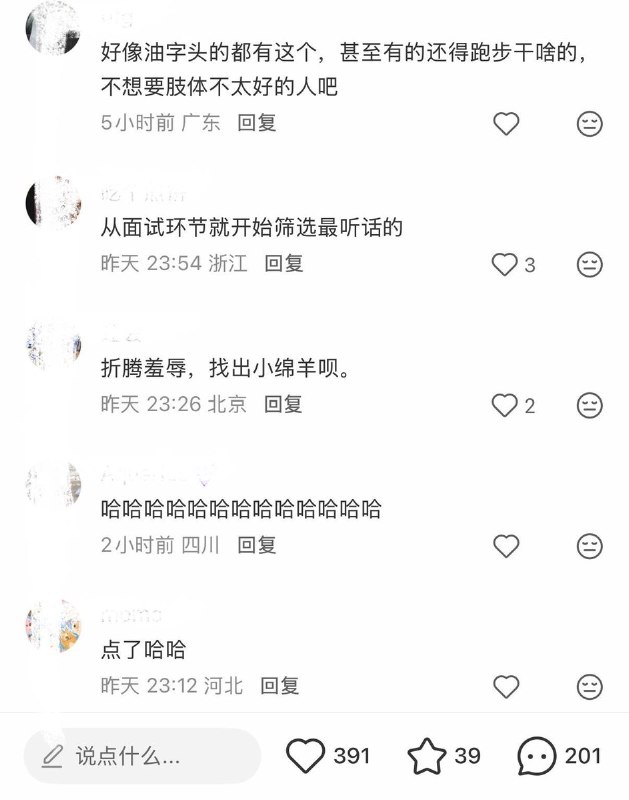 好像油字头的都有这个，甚至有的还得跑步干啥的，
不想要肢体不太好的人吧
5小时前 广东 回复
从面试环节就开始筛选最听话的
昨天 23:54 浙江 回复 3
折腾羞辱，找出小绵羊呗。
昨天 23:26 北京 回复 2
哈哈哈哈哈哈哈哈哈哈哈哈哈
2小时前 四川 回复
momo
点了哈哈
昨天 23:12 河北 回复
说点什么... 391 39 201